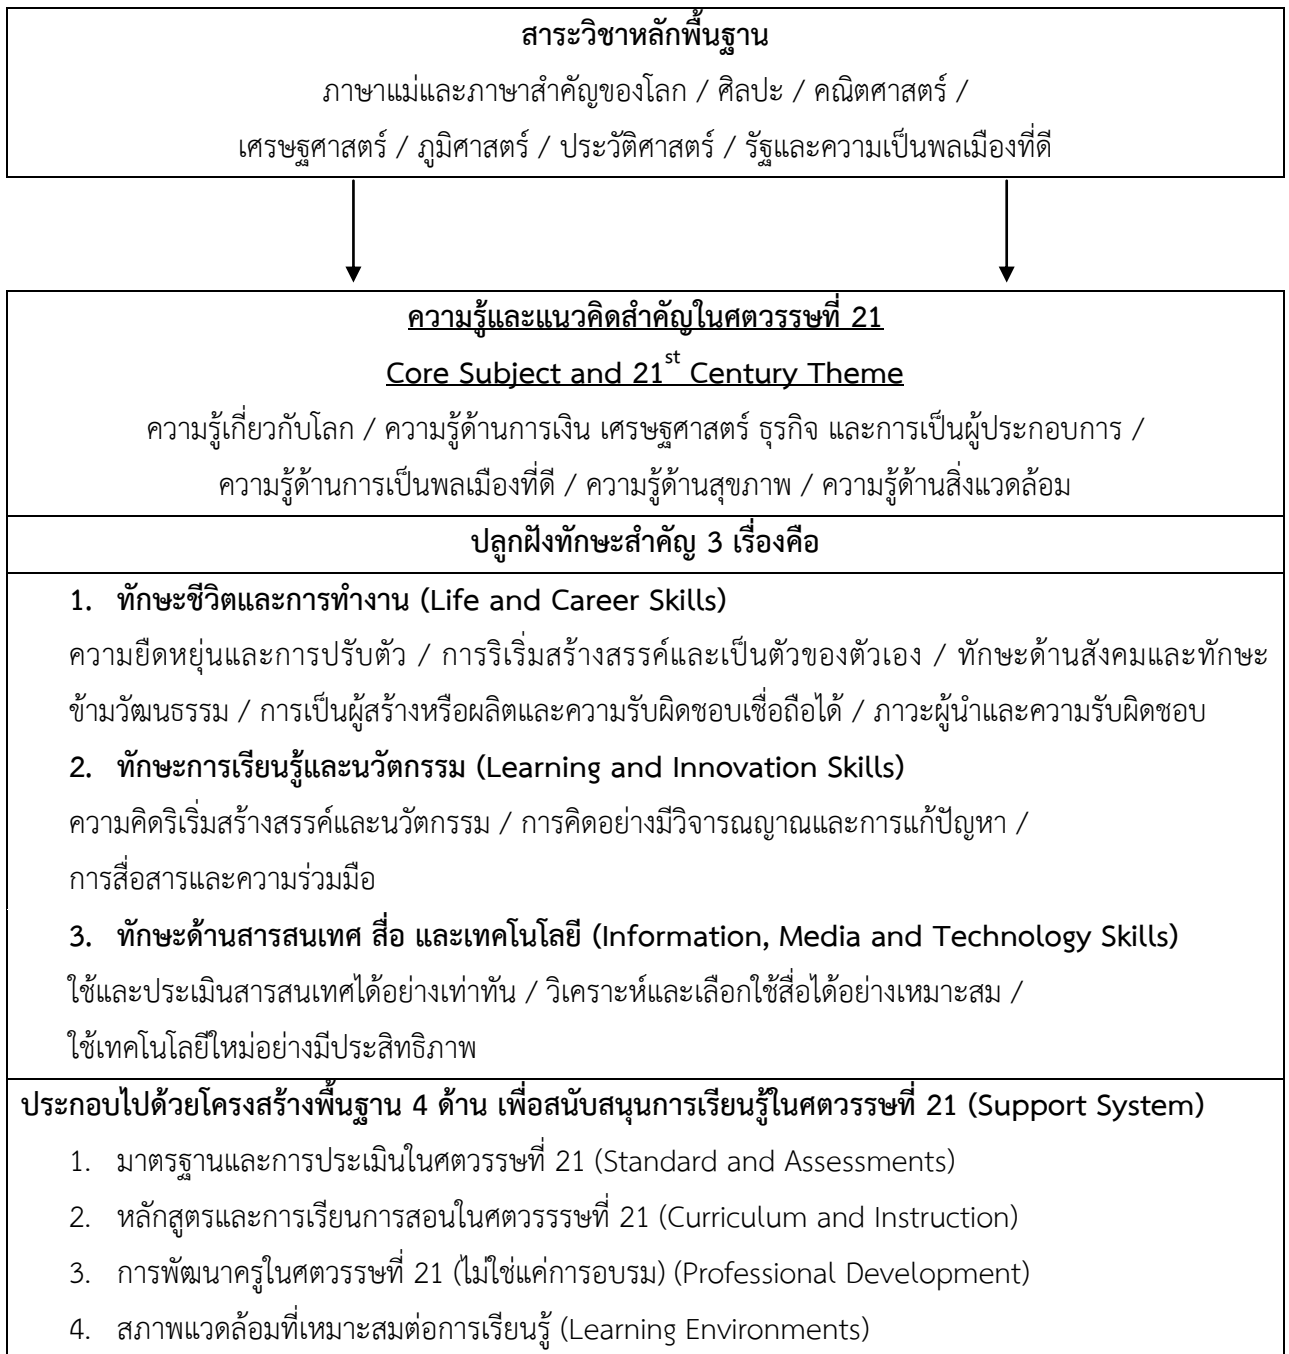 สาระวิชาหลักพื้นฐาน
ภาษาแม่และภาษาสำคัญของโลก / ศิลปะ / คณิตศาสตร์ /
เศรษฐศาสตร์ / ภูมิศาสตร์ / ประวัติศาสตร์ / รัฐและความเป็นพลเมืองที่ดี
ความรู้และแนวคิดสำคัญในศตวรรษที่ 21
Core Subject and 21st Century Theme
ความรู้เกี่ยวกับโลก / ความรู้ด้านการเงิน เศรษฐศาสตร์ ธุรกิจ และการเป็นผู้ประกอบการ /
ความรู้ด้านการเป็นพลเมืองที่ดี / ความรู้ด้านสุขภาพ / ความรู้ด้านสิ่งแวดล้อม
ปลูกฝังทักษะสำคัญ 3 เรื่องคือ
1. ทักษะชีวิตและการทำงาน (Life and Career Skills)
ความยืดหยุ่นและการปรับตัว / การริเริ่มสร้างสรรค์และเป็นตัวของตัวเอง / ทักษะด้านสังคมและทักษะ
ข้ามวัฒนธรรม / การเป็นผู้สร้างหรือผลิตและความรับผิดชอบเชื่อถือได้ / ภาวะผู้นำและความรับผิดชอบ
2. ทักษะการเรียนรู้และนวัตกรรม (Learning and Innovation Skills)
ความคิดริเริ่มสร้างสรรค์และนวัตกรรม / การคิดอย่างมีวิจารณญาณและการแก้ปัญหา /
การสื่อสารและความร่วมมือ
3. ทักษะด้านสารสนเทศ สื่อ และเทคโนโลยี (Information, Media and Technology Skills)
ใช้และประเมินสารสนเทศได้อย่างเท่าทัน / วิเคราะห์และเลือกใช้สื่อได้อย่างเหมาะสม /
ใช้เทคโนโลยีใหม่อย่างมีประสิทธิภาพ
ประกอบไปด้วยโครงสร้างพื้นฐาน 4 ด้าน เพื่อสนับสนุนการเรียนรู้ในศตวรรษที่ 21 (Support System)
1. มาตรฐานและการประเมินในศตวรรษที่ 21 (Standard and Assessments)
2. หลักสูตรและการเรียนการสอนในศตวรรรษที่ 21 (Curriculum and Instruction)
3. การพัฒนาครูในศตวรรษที่ 21 (ไม่ใช่แค่การอบรม) (Professional Development)
4. สภาพแวดล้อมที่เหมาะสมต่อการเรียนรู้ (Learning Environments)